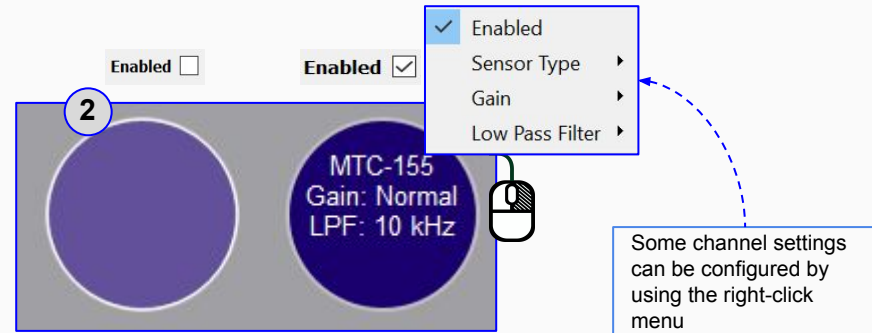 Enabled
Enabled
Enabled
Sensor Type
Gain
Low Pass Filter
2
MTC-155
Gain: Normal
LPF: 10 kHz
Some channel settings
can be configured by
using the right-click
menu